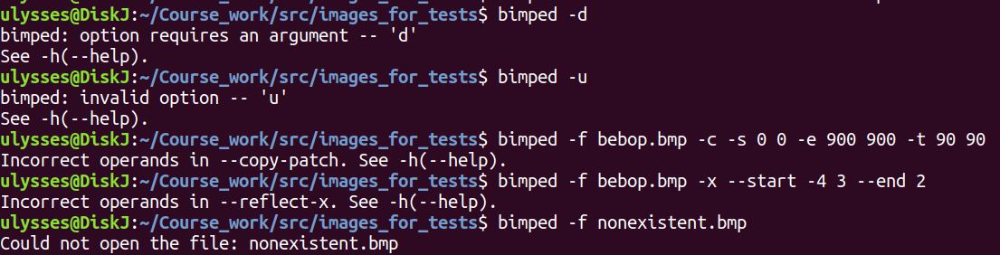 ulysses@DiskJ:~/Course_work/src/images_for_tests$ bimped -d
bimped: option requires an argument -- 'd'
See -h(--help).
ulysses@DiskJ:~/Course_work/src/images_for_tests$ bimped -u
bimped: invalid option -- 'u'
See -h(--help).
ulysses@DiskJ:~/Course_work/src/images_for_tests$ bimped -f bebop.bmp -c -s 0 0 -e 900 900 -t 90 90
Incorrect operands in --copy-patch. See -h(--help).
ulysses@DiskJ:~/Course_work/src/images_for_tests$ bimped -f bebop.bmp -x --start -4 3 --end 2
Incorrect operands in --reflect-x. See -h(--help).
ulysses@DiskJ:~/Course_work/src/images_for_tests$ bimped -f nonexistent.bmp
Could not open the file: nonexistent.bmp